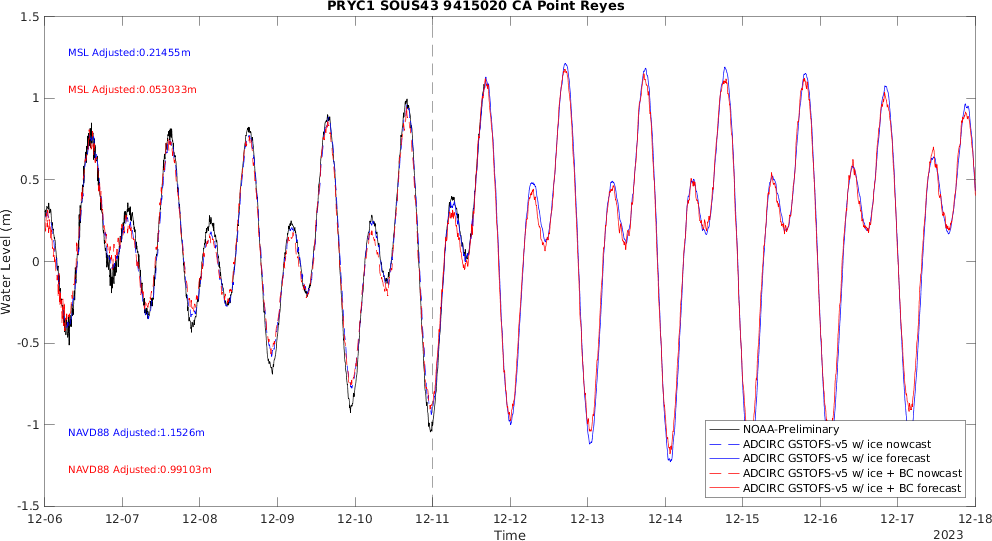 PRYC1 SOUS43 9415020 CA Point Reyes
MSL Adjusted:0.21455m
MSL Adjusted:0.053033m
NAVD88 Adjusted:1.1526m
NAVD88 Adjusted:0.99103m
Water Level (m)
1.5
1
0.5
0
-0.5
-1
-1.5
NOAA-Preliminary
ADCIRC GSTOFS-v5 w/ ice nowcast
ADCIRC GSTOFS-v5 w/ ice forecast
ADCIRC GSTOFS-v5 w/ ice + BC nowcast
ADCIRC GSTOFS-v5 w/ ice + BC forecast
12-06 12-07 12-08 12-09 12-10 12-11 12-12 12-13 12-14 12-15 12-16 12-17 12-18
Time
2023